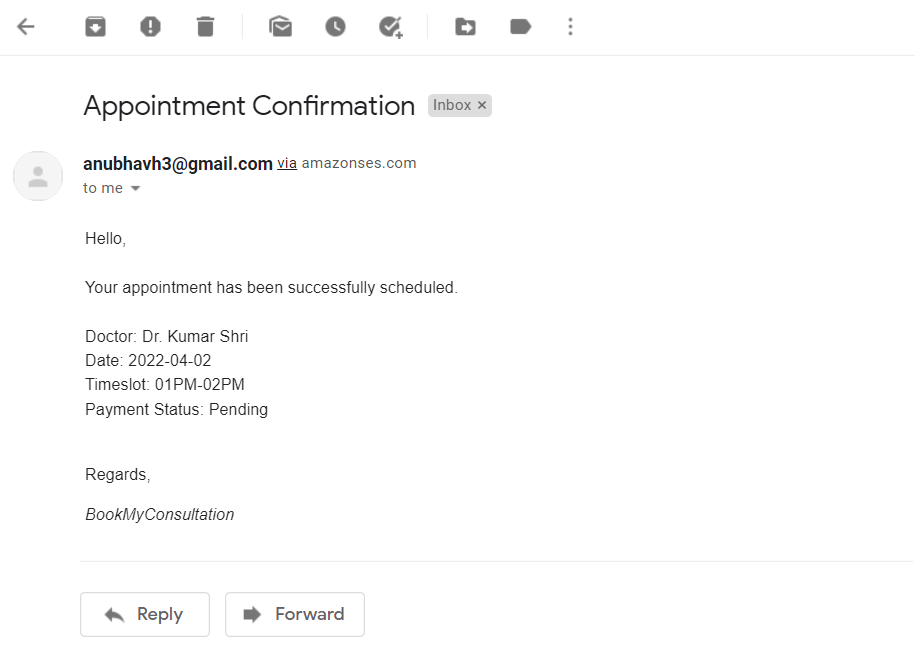 Appointment Confirmation Inbox ×
anubhavh3@gmail.com via amazonses.com
to me
Hello,
Your appointment has been successfully scheduled.
Doctor: Dr. Kumar Shri
Date: 2022-04-02
Timeslot: 01PM-02PM
Payment Status: Pending
Regards,
BookMyConsultation
Reply Forward